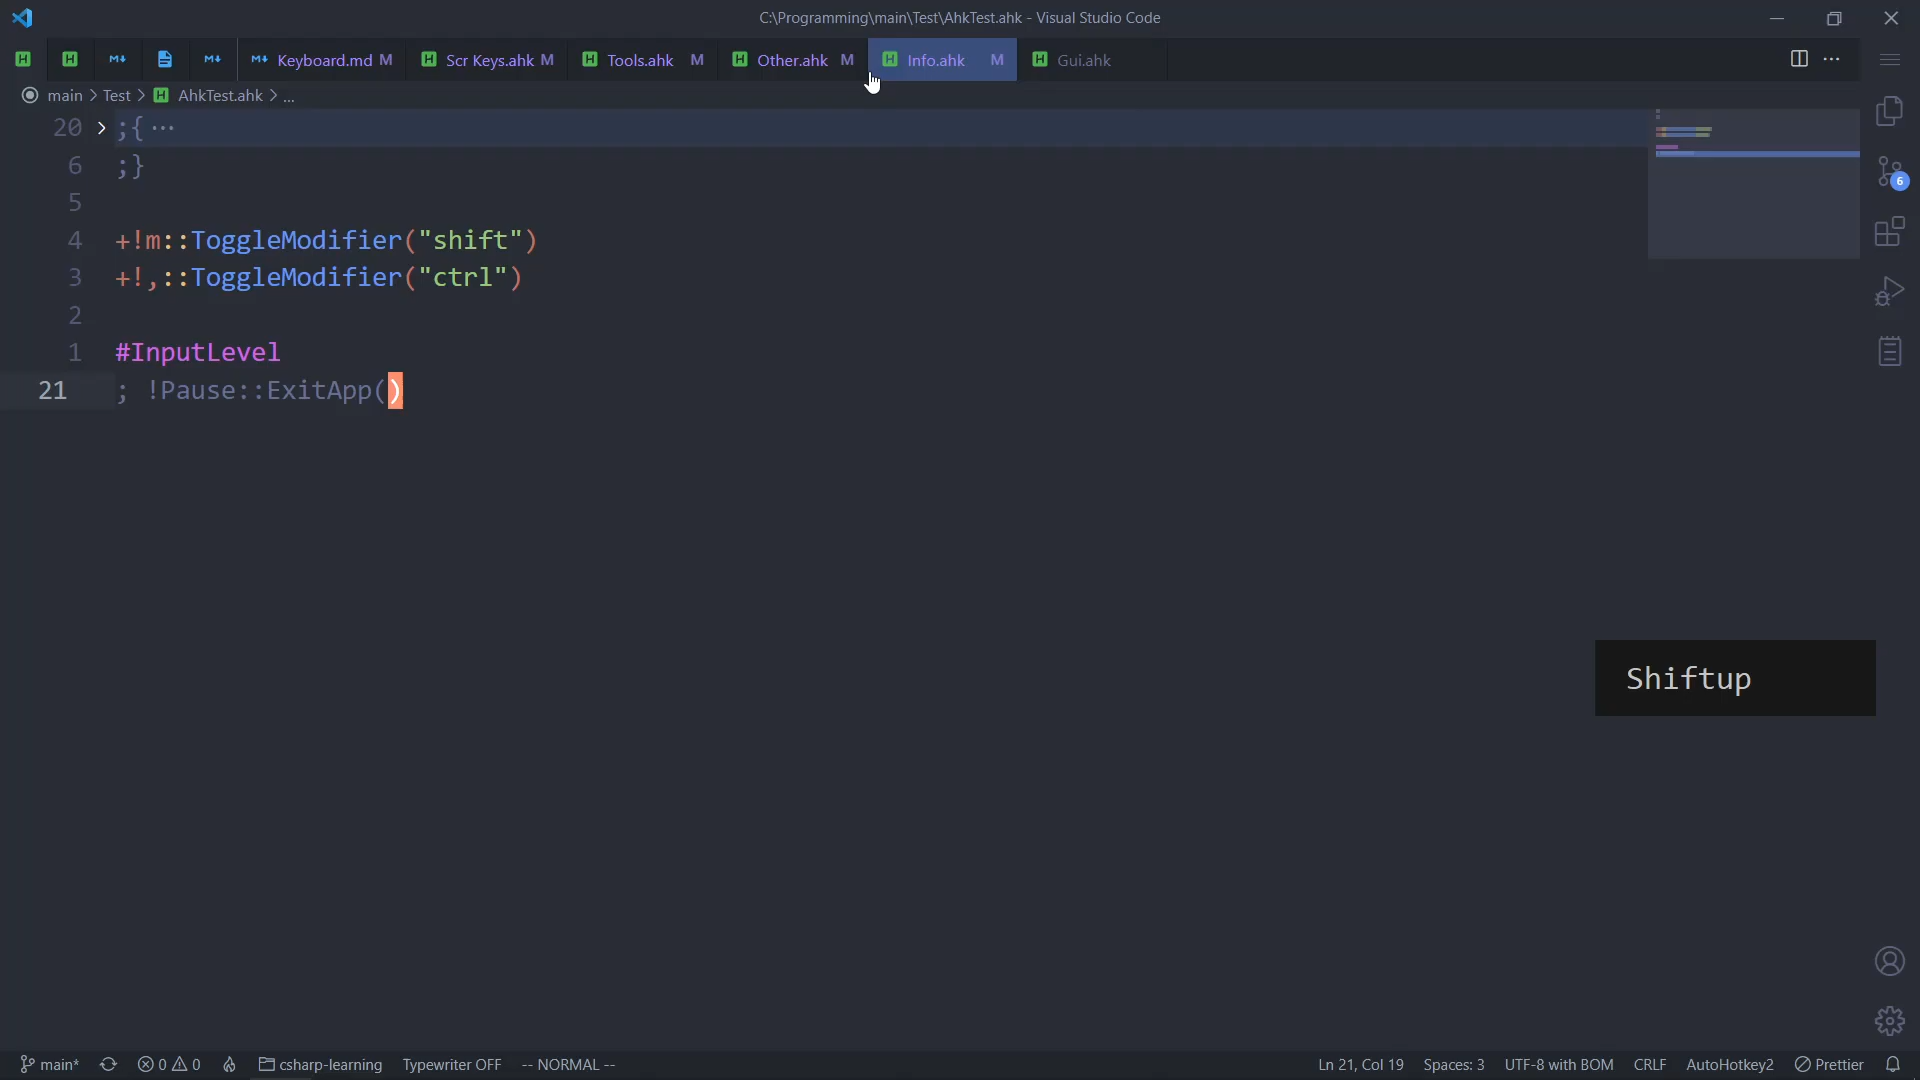 C:\Programming\main\Test\AhkTest.ahk - Visual Studio Code
Keyboard.md M Scr Keys.ahk M Tools.ahk M Other.ahk M Info.ahk M Gui.ahk
main > Test > AhkTest.ahk > ...
20 > ;{ ···
6 ;}
5
4 +!m::ToggleModifier("shift")
3 +!,::ToggleModifier("ctrl")
2
1 #InputLevel
21 ; !Pause::ExitApp()
6
Shiftup
main* 0 0 csharp-learning Typewriter OFF -- NORMAL -- Ln 21, Col 19 Spaces: 3 UTF-8 with BOM CRLF AutoHotkey2 Prettier